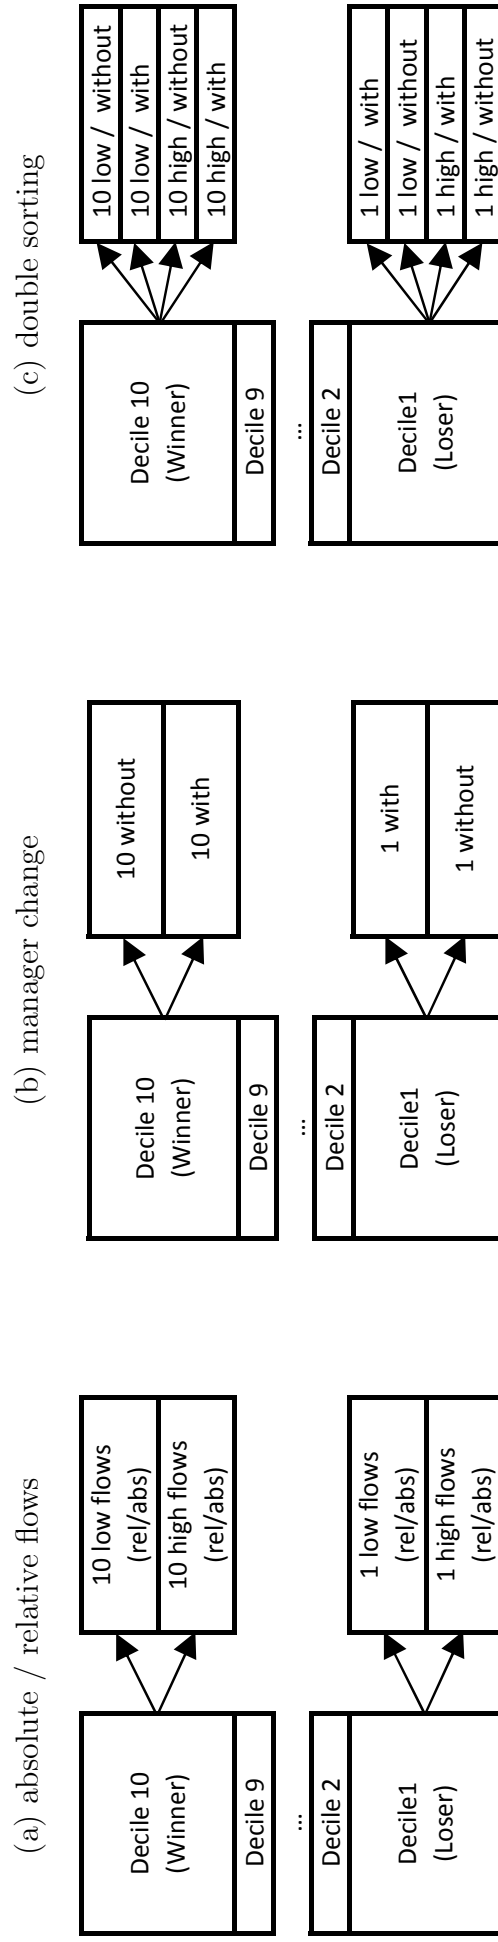 (a) absolute / relative flows
Decile 10
(Winner)
Decile 9
...
Decile 2
Decile1
(Loser)
10 low flows
(rel/abs)
10 high flows
(rel/abs)
1 low flows
(rel/abs)
1 high flows
(rel/abs)
(b) manager change
Decile 10
(Winner)
Decile 9
...
Decile 2
Decile1
(Loser)
10 without
10 with
1 with
1 without
(c) double sorting
Decile 10
(Winner)
Decile 9
...
Decile 2
Decile1
(Loser)
10 low / without
10 low / with
10 high / without
10 high / with
1 low / with
1 low / without
1 high / with
1 high / without